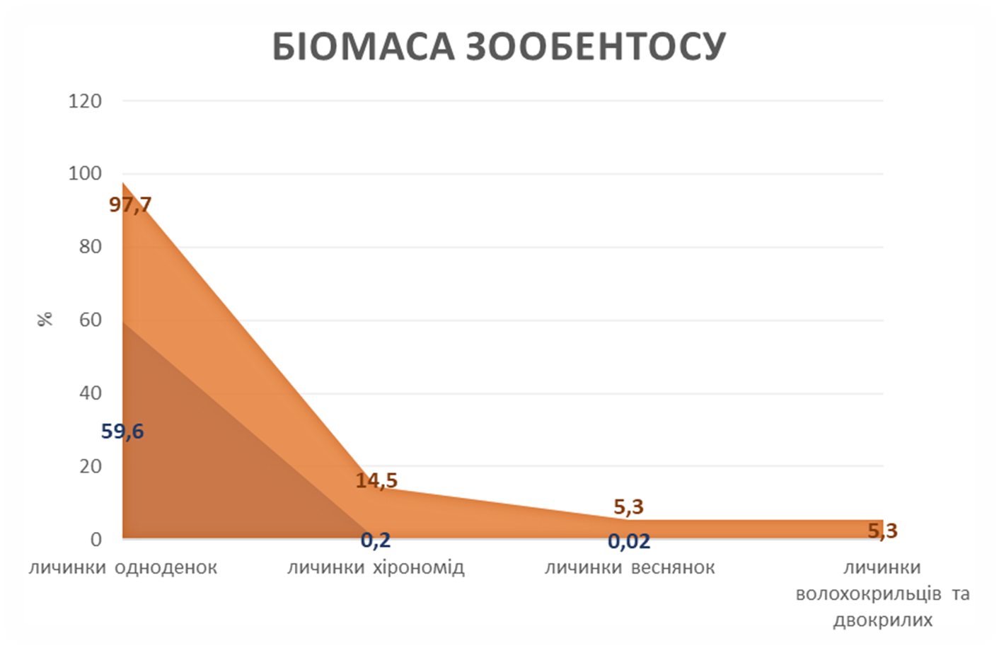 БІОМАСА ЗООБЕНТОСУ
120
100
97,7
80
%
60
40
59,6
20
14,5
5,3
5,3
0
0,2
0,02
личинки одноденок
личинки хірономід
личинки веснянок
личинки
волохокрильців та
двокрилих